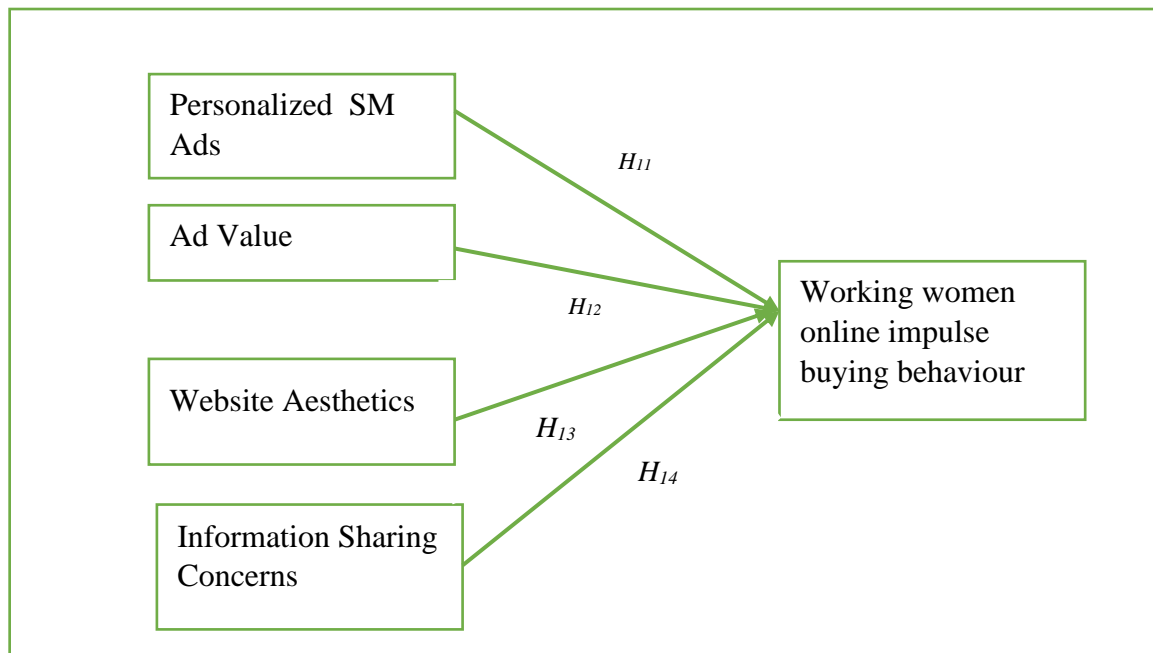 Personalized SM
Ads
H11
Ad Value
H12
Working women
online impulse
buying behaviour
Website Aesthetics
H13
H14
Information Sharing
Concerns